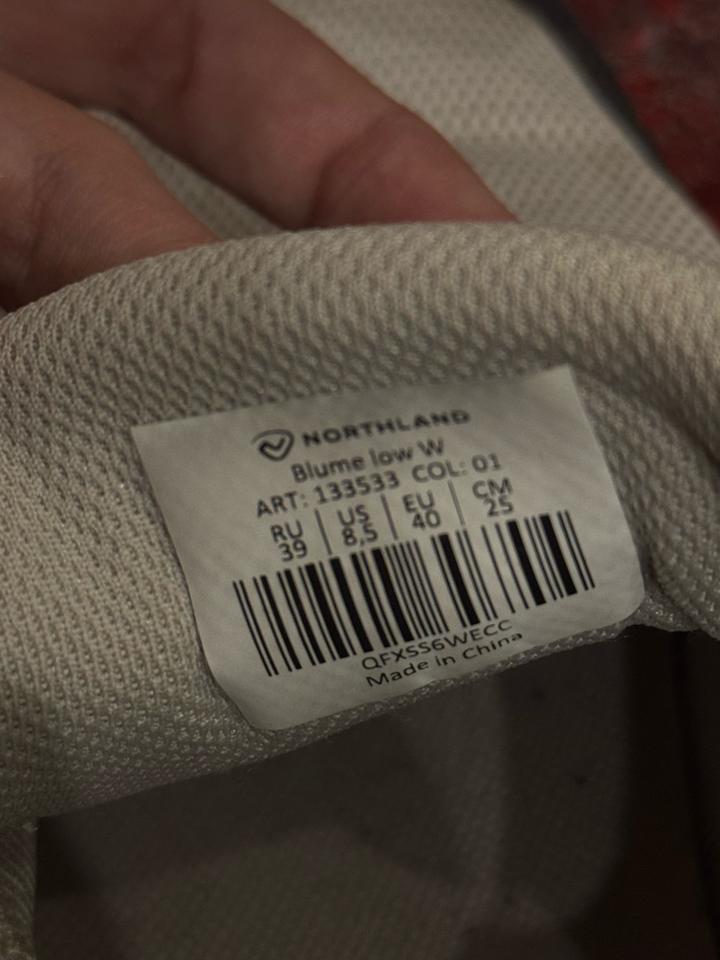 NORTHLAND
Blume low W
ART: 133533 COL: 01
RU | US | EU | CM
39 | 8,5 | 40 | 25
QFXSS6WECC
Made in China